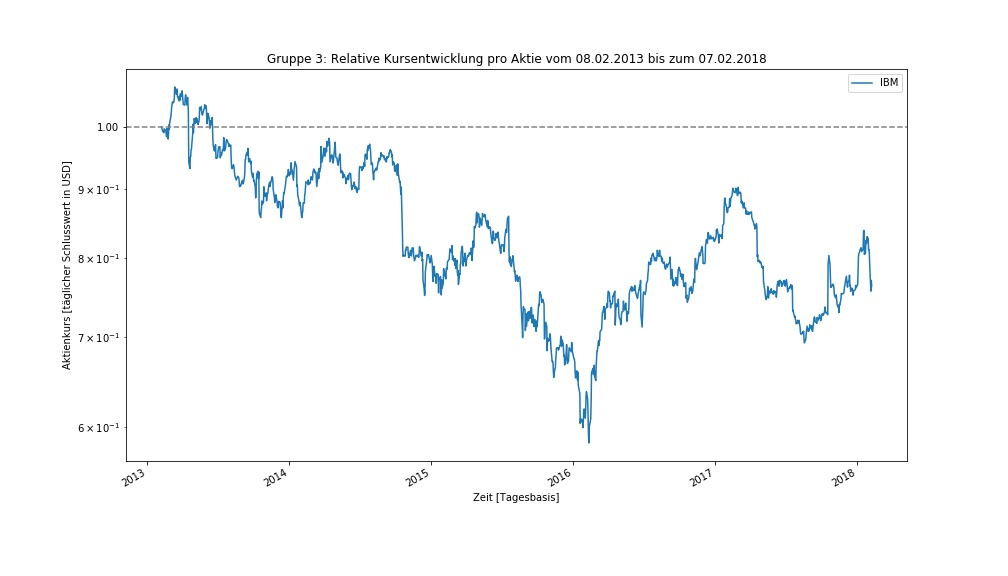 Gruppe 3: Relative Kursentwicklung pro Aktie vom 08.02.2013 bis zum 07.02.2018
IBM
Aktienkurs [täglicher Schlusswert in USD]
1.00
9 × 10⁻¹
8 × 10⁻¹
7 × 10⁻¹
6 × 10⁻¹
2013
2014
2015
2016
2017
2018
Zeit [Tagesbasis]